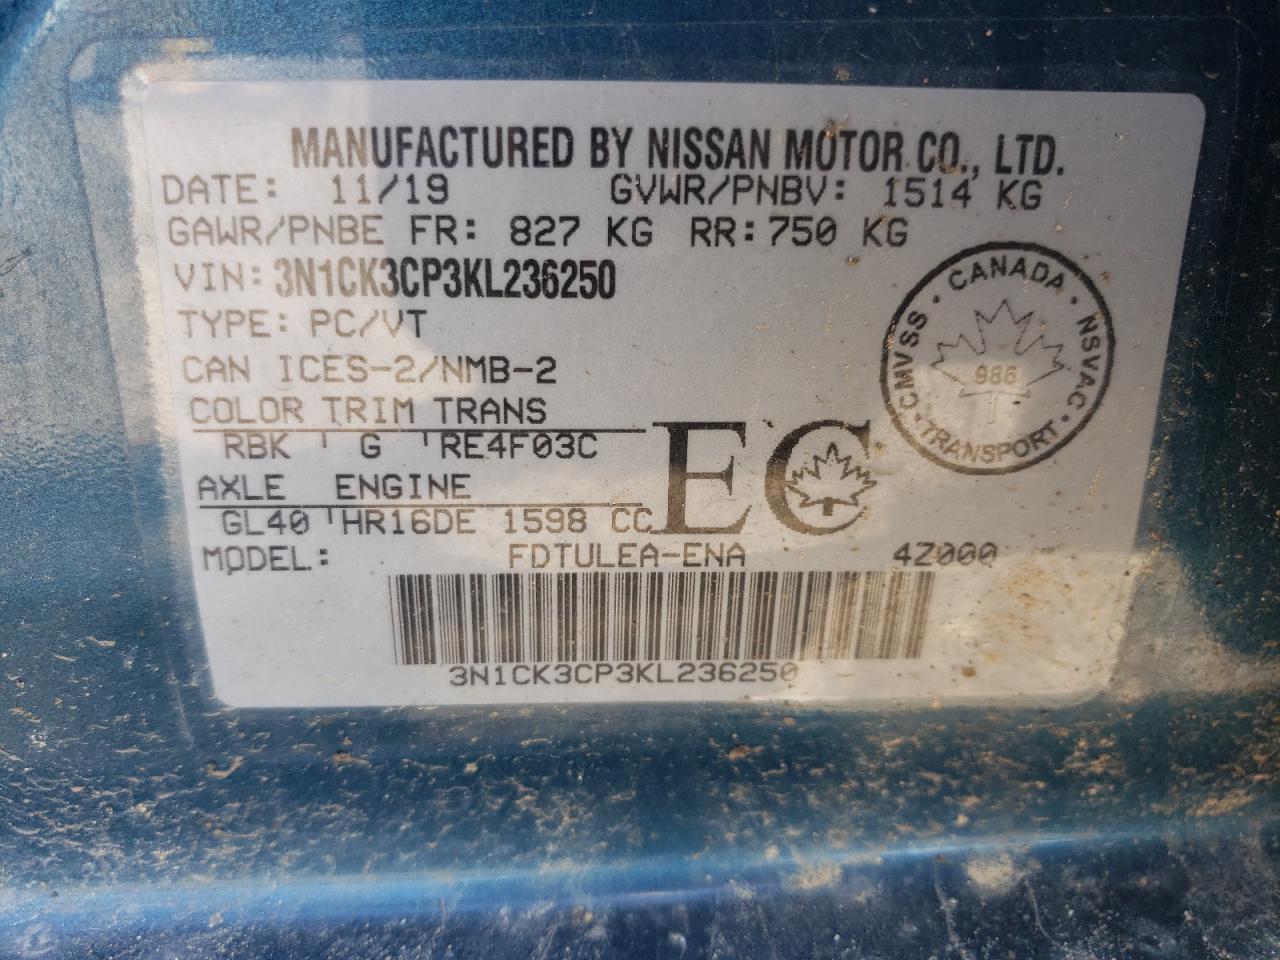 MANUFACTURED BY NISSAN MOTOR CO., LTD.
DATE: 11/19 GVWR/PNBV: 1514 KG
GAWR/PNBE FR: 827 KG RR:750 KG
VIN: 3N1CK3CP3KL236250
TYPE: PC/VT
CAN ICES-2/NMB-2
COLOR TRIM TRANS
RBK G RE4F03C
AXLE ENGINE
GL40 HR16DE 1598 CC
EC
MODEL: FDTULEA-ENA 4Z000
3N1CK3CP3KL236250
CANADA · NSVAC · TRANSPORT · CMVSS ·
986